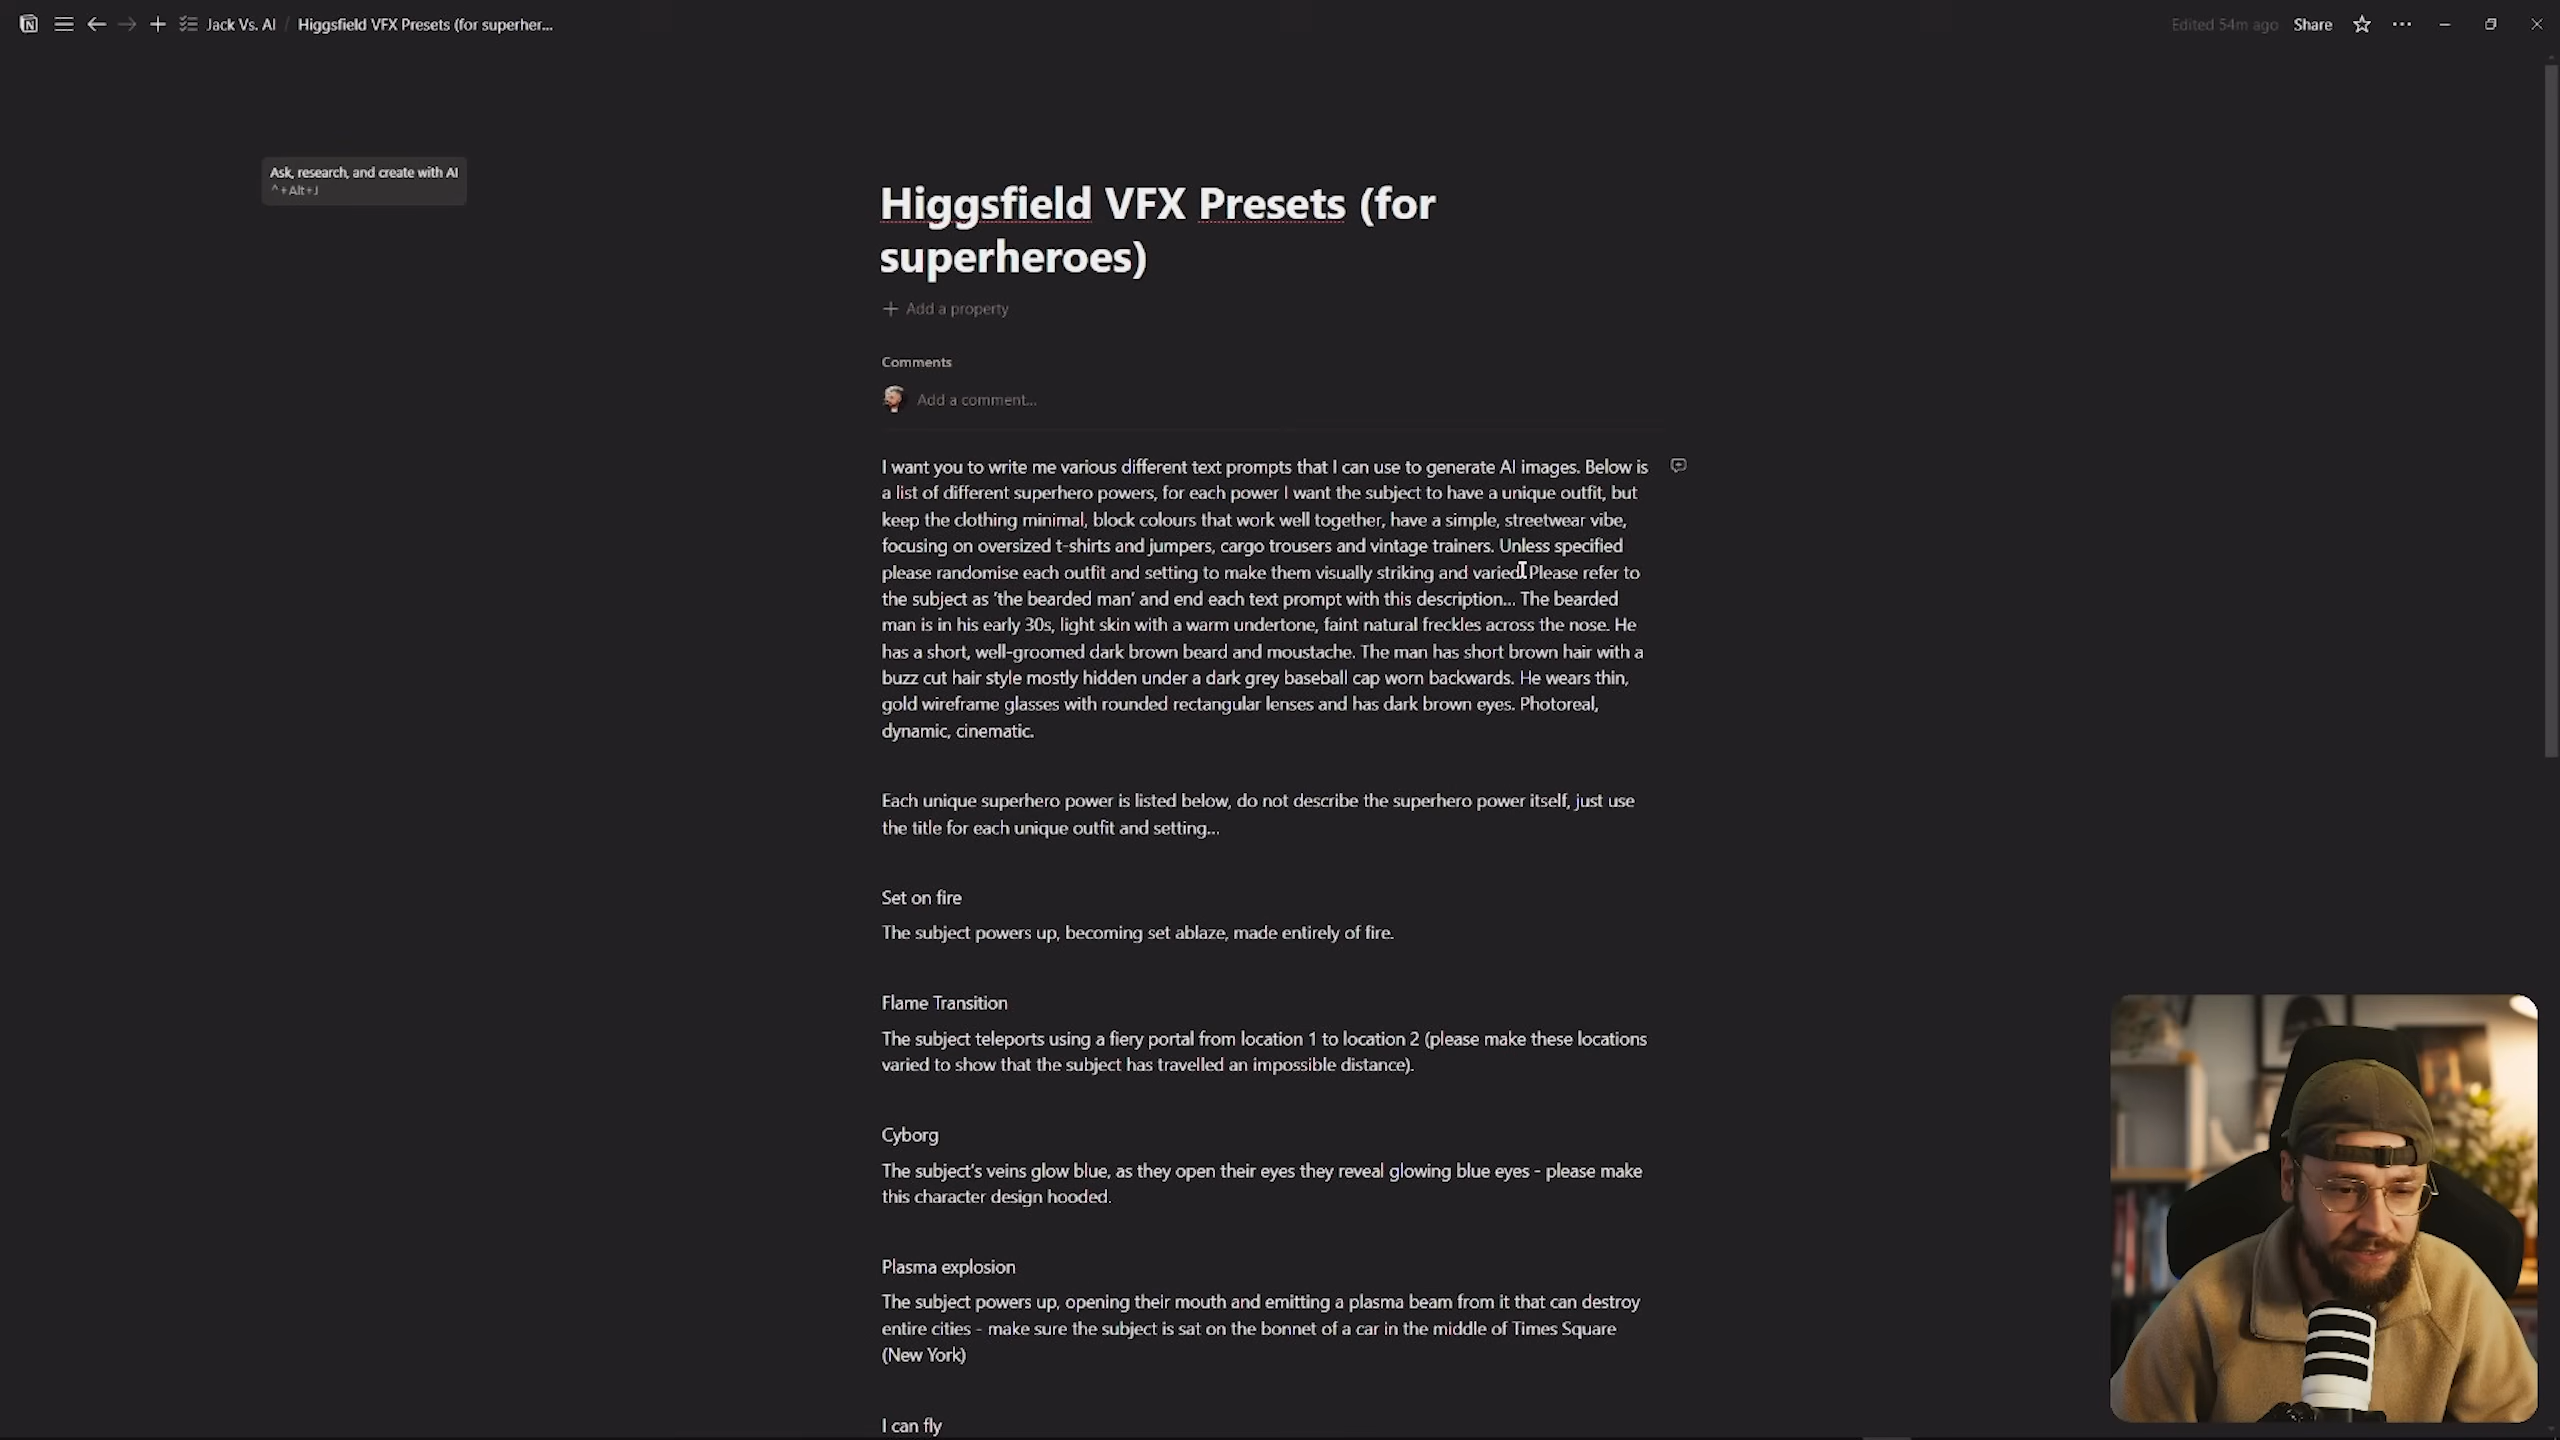 Jack Vs. AI / Higgsfield VFX Presets (for superher...
Edited 54m ago Share
Ask, research, and create with AI
^+Alt+J
Higgsfield VFX Presets (for
superheroes)
Add a property
Comments
Add a comment...
I want you to write me various different text prompts that I can use to generate AI images. Below is
a list of different superhero powers, for each power I want the subject to have a unique outfit, but
keep the clothing minimal, block colours that work well together, have a simple, streetwear vibe,
focusing on oversized t-shirts and jumpers, cargo trousers and vintage trainers. Unless specified
please randomise each outfit and setting to make them visually striking and varied. Please refer to
the subject as 'the bearded man' and end each text prompt with this description... The bearded
man is in his early 30s, light skin with a warm undertone, faint natural freckles across the nose. He
has a short, well-groomed dark brown beard and moustache. The man has short brown hair with a
buzz cut hair style mostly hidden under a dark grey baseball cap worn backwards. He wears thin,
gold wireframe glasses with rounded rectangular lenses and has dark brown eyes. Photoreal,
dynamic, cinematic.
Each unique superhero power is listed below, do not describe the superhero power itself, just use
the title for each unique outfit and setting...
Set on fire
The subject powers up, becoming set ablaze, made entirely of fire.
Flame Transition
The subject teleports using a fiery portal from location 1 to location 2 (please make these locations
varied to show that the subject has travelled an impossible distance).
Cyborg
The subject's veins glow blue, as they open their eyes they reveal glowing blue eyes - please make
this character design hooded.
Plasma explosion
The subject powers up, opening their mouth and emitting a plasma beam from it that can destroy
entire cities - make sure the subject is sat on the bonnet of a car in the middle of Times Square
(New York)
I can fly